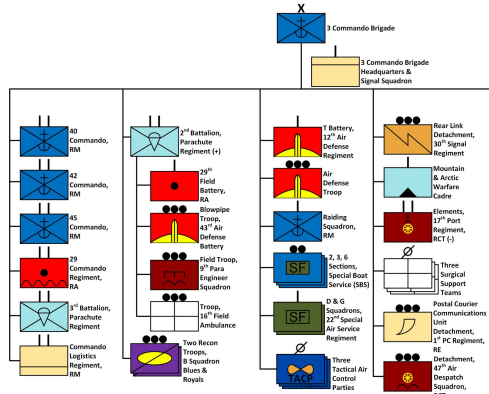 X
3 Commando Brigade
3 Commando Brigade
Headquarters &
Signal Squadron
40
Commando,
RM
42
Commando,
RM
45
Commando,
RM
29
Commando
Regiment,
RA
3rd Battalion,
Parachute
Regiment
Commando
Logistics
Regiment,
RM
2nd Battalion,
Parachute
Regiment (+)
29th
Field
Battery,
RA
Blowpipe
Troop,
43rd Air
Defense
Battery
Field Troop,
9th Para
Engineer
Squadron
Troop,
16th Field
Ambulance
Two Recon
Troops,
B Squadron
Blues &
Royals
T Battery,
12th Air
Defense
Regiment
Air
Defense
Troop
Raiding
Squadron,
RM
SF
2, 3, 6
Sections,
Special Boat
Service (SBS)
SF
D & G
Squadrons,
22nd Special
Air Service
Regiment
TACP
Three
Tactical Air
Control
Parties
Rear Link
Detachment,
30th Signal
Regiment
Mountain
& Arctic
Warfare
Cadre
Elements,
17th Port
Regiment,
RCT (-)
Three
Surgical
Support
Teams
Postal Courier
Communications
Unit
Detachment,
1st PC Regiment,
RE
Detachment,
47th Air
Despatch
Squadron,